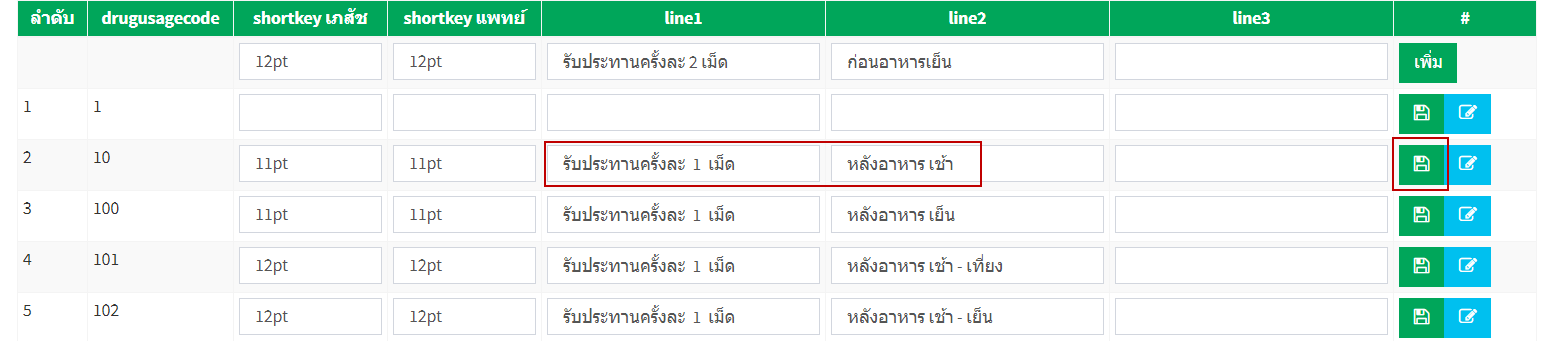 ลำดับ drugusagecode shortkey เภสัช shortkey แพทย์ line1 line2 line3 #
12pt 12pt รับประทานครั้งละ 2 เม็ด ก่อนอาหารเย็น เพิ่ม
1 1
2 10 11pt 11pt รับประทานครั้งละ 1 เม็ด หลังอาหาร เช้า
3 100 11pt 11pt รับประทานครั้งละ 1 เม็ด หลังอาหาร เย็น
4 101 12pt 12pt รับประทานครั้งละ 1 เม็ด หลังอาหาร เช้า - เที่ยง
5 102 12pt 12pt รับประทานครั้งละ 1 เม็ด หลังอาหาร เช้า - เย็น